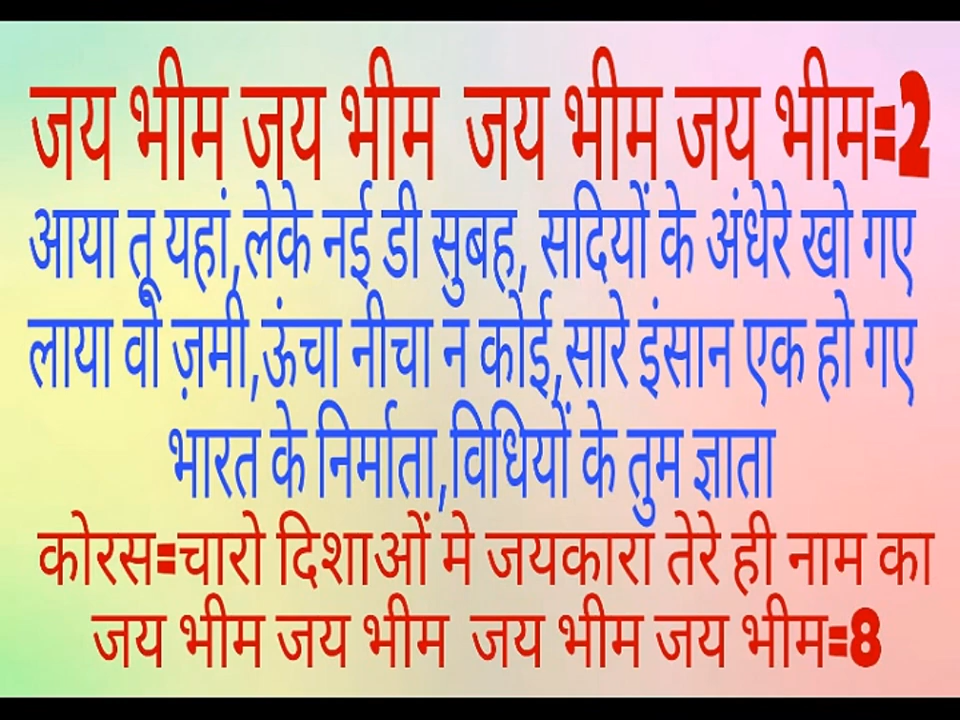 जय भीम जय भीम जय भीम जय भीम=2
आया तू यहां,लेके नई डी सुबह, सदियों के अंधेरे खो गए
लाया वो ज़मी,ऊंचा नीचा न कोई,सारे इंसान एक हो गए
भारत के निर्माता,विधियों के तुम ज्ञाता
कोरस=चारो दिशाओं मे जयकारा तेरे ही नाम का
जय भीम जय भीम जय भीम जय भीम=8